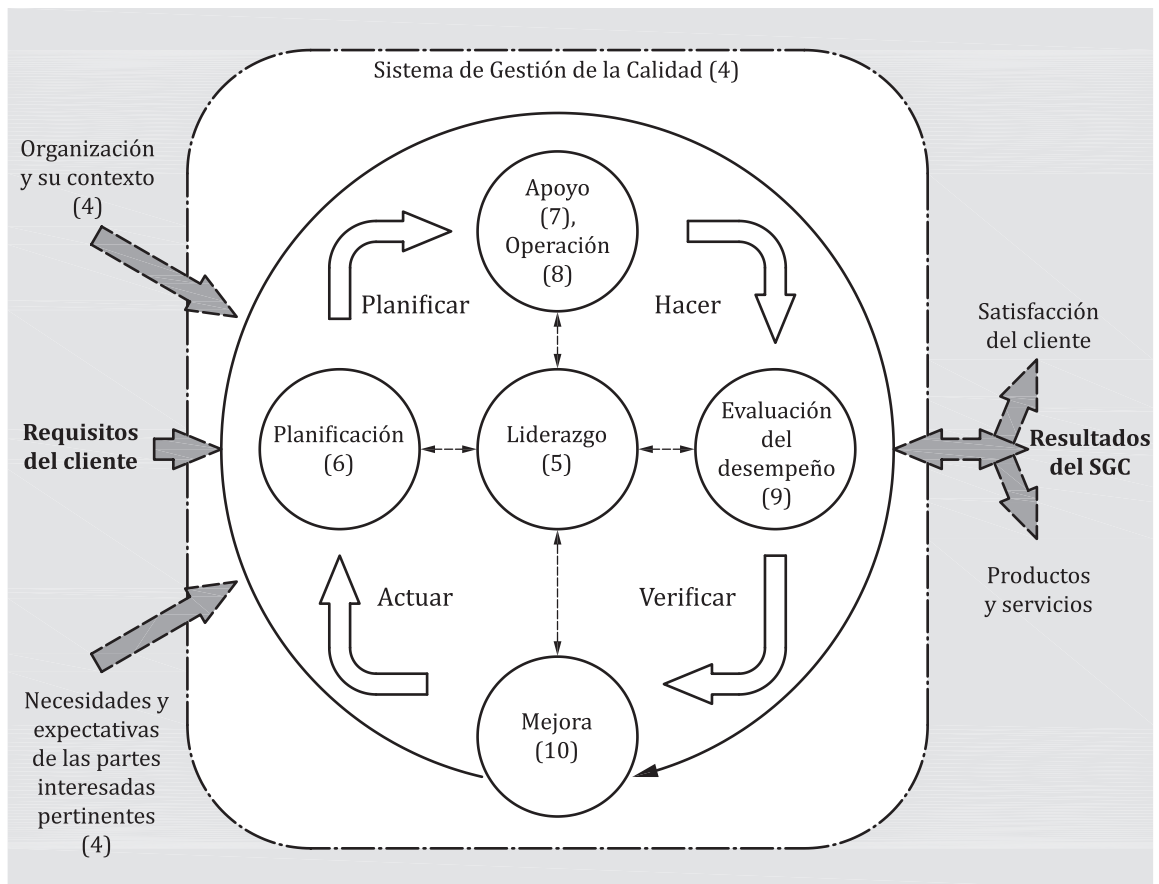 Sistema de Gestión de la Calidad (4)
Organización
y su contexto
(4)
Apoyo
(7),
Operación
(8)
Planificar
Hacer
Satisfacción
del cliente
Requisitos
del cliente
Planificación
(6)
Liderazgo
(5)
Evaluación
del
desempeño
(9)
Resultados
del SGC
Actuar
Verificar
Productos
y servicios
Necesidades y
expectativas
de las partes
interesadas
pertinentes
(4)
Mejora
(10)